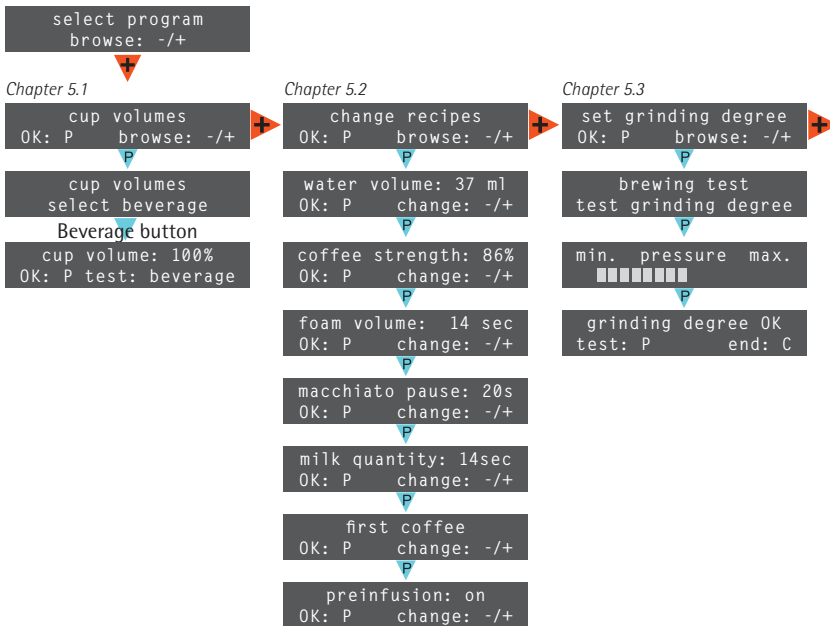 select program
browse: -/+
+
Chapter 5.1
cup volumes
OK: P browse: -/+
P
cup volumes
select beverage
Beverage button
cup volume: 100%
OK: P test: beverage
+
Chapter 5.2
change recipes
OK: P browse: -/+
P
water volume: 37 ml
OK: P change: -/+
P
coffee strength: 86%
OK: P change: -/+
P
foam volume: 14 sec
OK: P change: -/+
P
macchiato pause: 20s
OK: P change: -/+
P
milk quantity: 14sec
OK: P change: -/+
P
first coffee
OK: P change: -/+
P
preinfusion: on
OK: P change: -/+
+
Chapter 5.3
set grinding degree
OK: P browse: -/+
P
brewing test
test grinding degree
P
min. pressure max.
P
grinding degree OK
test: P end: C
+